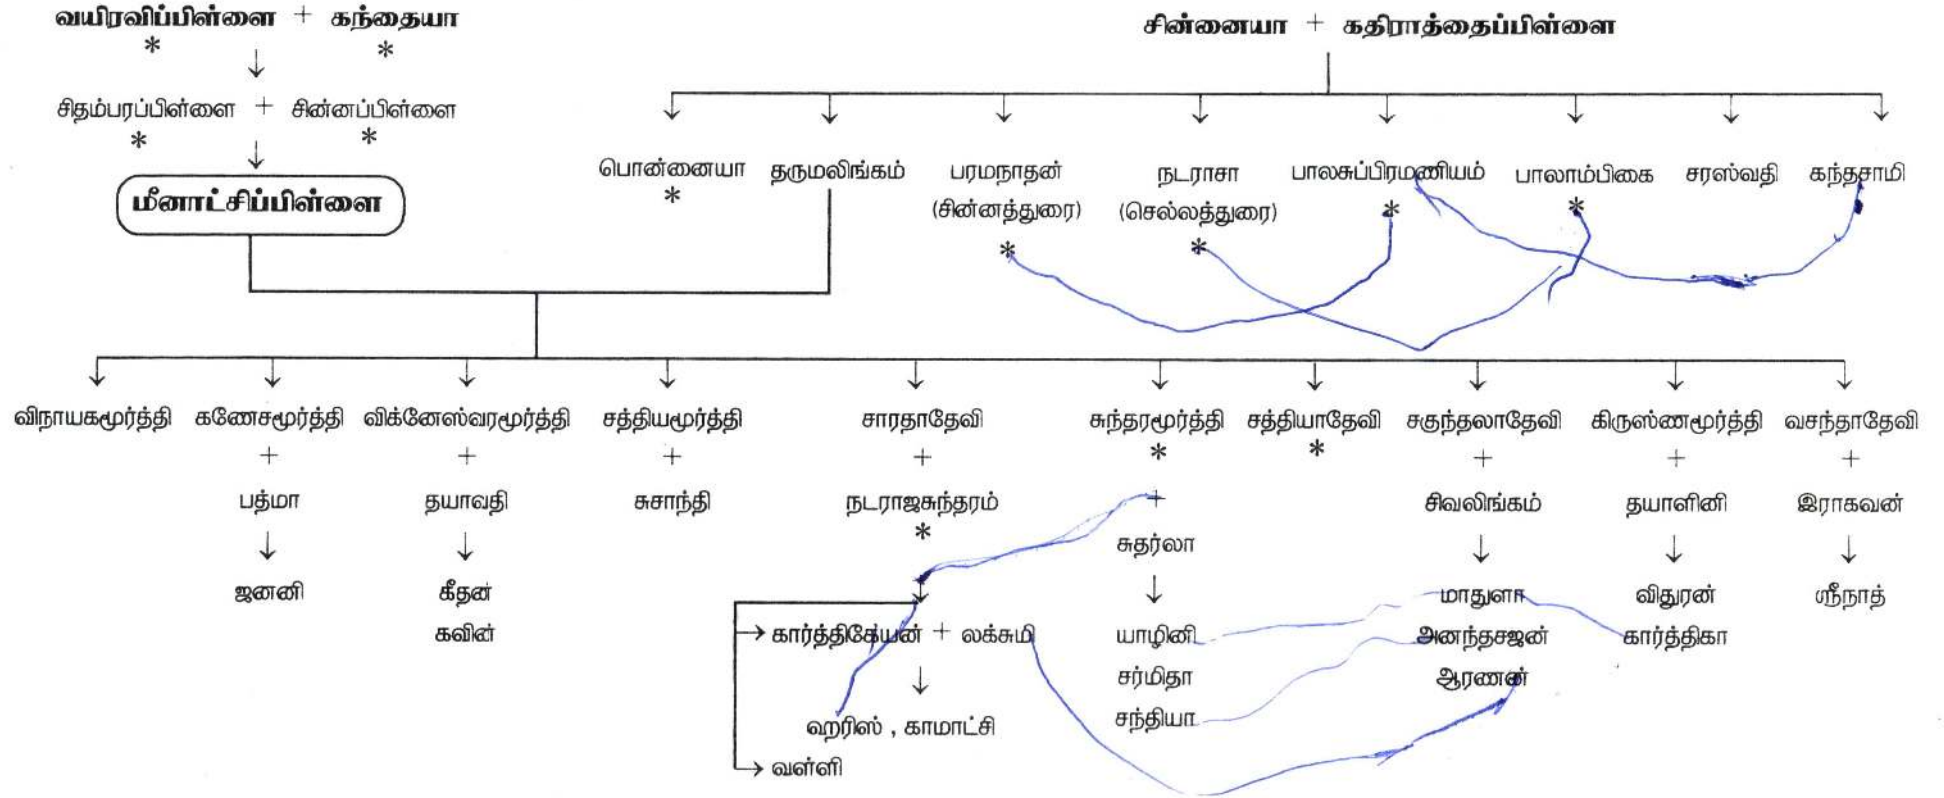 வயிரவிப்பிள்ளை + கந்தையா
* *
சிதம்பரப்பிள்ளை + சின்னப்பிள்ளை
* *
மீனாட்சிப்பிள்ளை
சின்னையா + கதிராத்தைப்பிள்ளை
பொன்னையா தருமலிங்கம் பரமநாதன் நடராசா பாலசுப்பிரமணியம் பாலாம்பிகை சரஸ்வதி கந்தசாமி
* (சின்னத்துரை) (செல்லத்துரை) * *
* *
விநாயகமூர்த்தி கணேசமூர்த்தி விக்னேஸ்வரமூர்த்தி சத்தியமூர்த்தி சாரதாதேவி சுந்தரமூர்த்தி சத்தியாதேவி சகுந்தலாதேவி கிருஸ்ணமூர்த்தி வசந்தாதேவி
+ + + + * * + + +
பத்மா தயாவதி சுசாந்தி நடராஜசுந்தரம் + சிவலிங்கம் தயாளினி இராகவன்
* சுதர்லா
ஜனனி கீதன் மாதுளா விதுரன் ஸ்ரீநாத்
கவின் கார்த்திகேயன் + லக்சுமி யாழினி அனந்தசஜன் கார்த்திகா
சர்மிதா ஆரணன்
ஹரிஸ் , காமாட்சி சந்தியா
வள்ளி